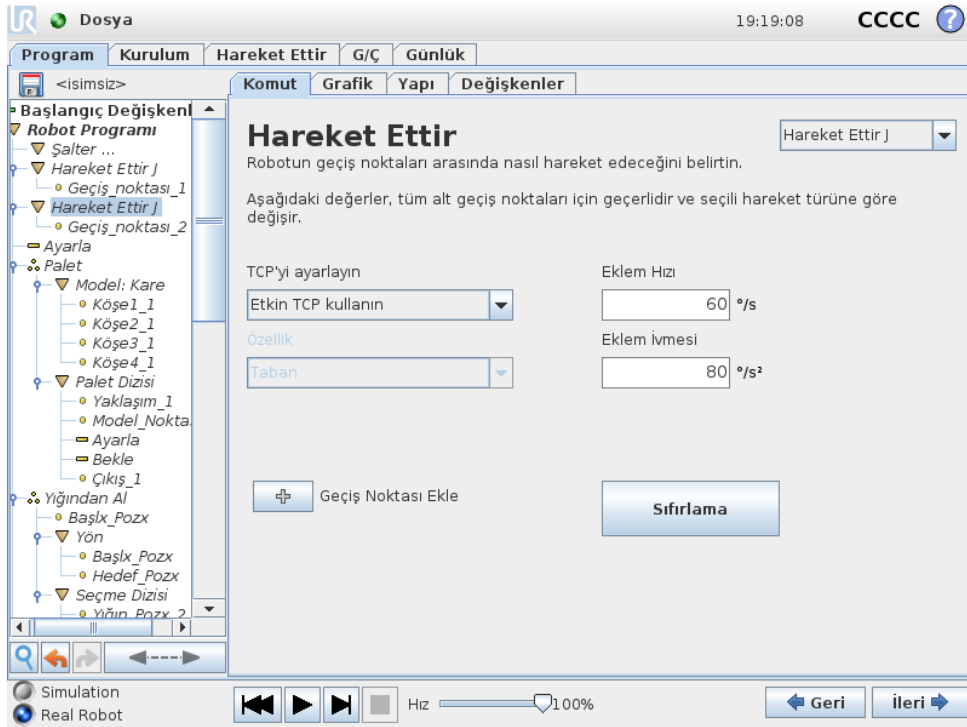 UR Dosya 19:19:08 CCCC ?
Program Kurulum Hareket Ettir G/Ç Günlük
<isimsiz>
Komut Grafik Yapı Değişkenler
Başlangıç Değişkenl
Robot Programı
Şalter ...
Hareket Ettir J
Geçiş_noktası_1
Hareket Ettir J
Geçiş_noktası_2
Ayarla
Palet
Model: Kare
Köşe1_1
Köşe2_1
Köşe3_1
Köşe4_1
Palet Dizisi
Yaklaşım_1
Model_Nokta
Ayarla
Bekle
Çıkış_1
Yığından Al
Başlx_Pozx
Yön
Başlx_Pozx
Hedef_Pozx
Seçme Dizisi
Yığın_Pozx_2
Hareket Ettir
Hareket Ettir J
Robotun geçiş noktaları arasında nasıl hareket edeceğini belirtin.
Aşağıdaki değerler, tüm alt geçiş noktaları için geçerlidir ve seçili hareket türüne göre
değişir.
TCP'yi ayarlayın
Etkin TCP kullanın
Özellik
Taban
Eklem Hızı
60 °/s
Eklem İvmesi
80 °/s²
Geçiş Noktası Ekle
Sıfırlama
Simulation
Real Robot
Hız 100%
Geri
İleri